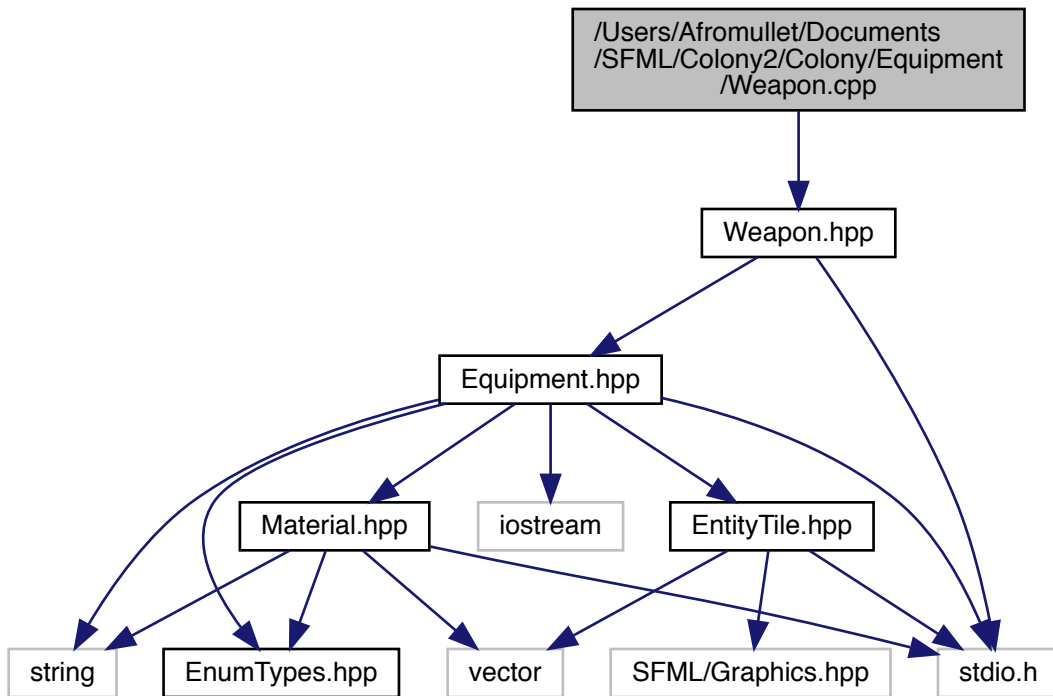 /Users/Afromullet/Documents
/SFML/Colony2/Colony/Equipment
/Weapon.cpp
Weapon.hpp
Equipment.hpp
Material.hpp
iostream
EntityTile.hpp
string
EnumTypes.hpp
vector
SFML/Graphics.hpp
stdio.h